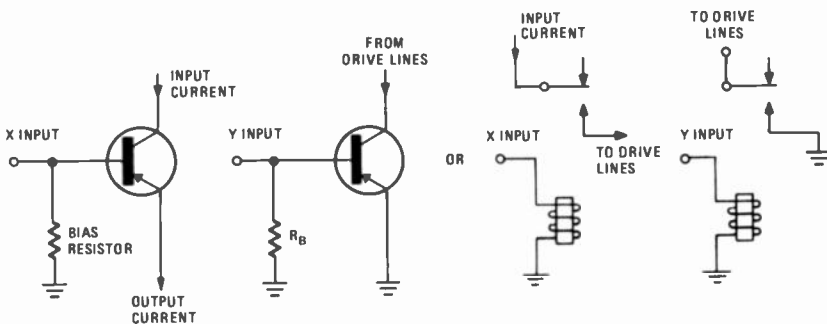 INPUT
CURRENT
X INPUT
BIAS
RESISTOR
OUTPUT
CURRENT
FROM
DRIVE LINES
Y INPUT
RB
OR
INPUT
CURRENT
X INPUT
TO DRIVE
LINES
TO DRIVE
LINES
Y INPUT